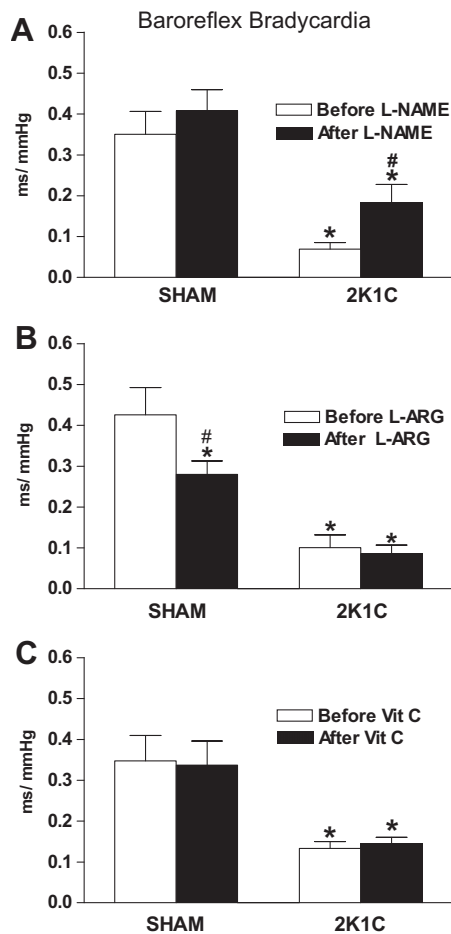 A
Baroreflex Bradycardia
0.6
0.5
0.4
0.3
0.2
0.1
0.0
ms/ mmHg
Before L-NAME
After L-NAME
*
#
*
SHAM
2K1C
B
0.6
0.5
0.4
0.3
0.2
0.1
0.0
ms/ mmHg
Before L-ARG
After L-ARG
#
*
*
*
SHAM
2K1C
C
0.6
0.5
0.4
0.3
0.2
0.1
0.0
ms/ mmHg
Before Vit C
After Vit C
*
*
SHAM
2K1C